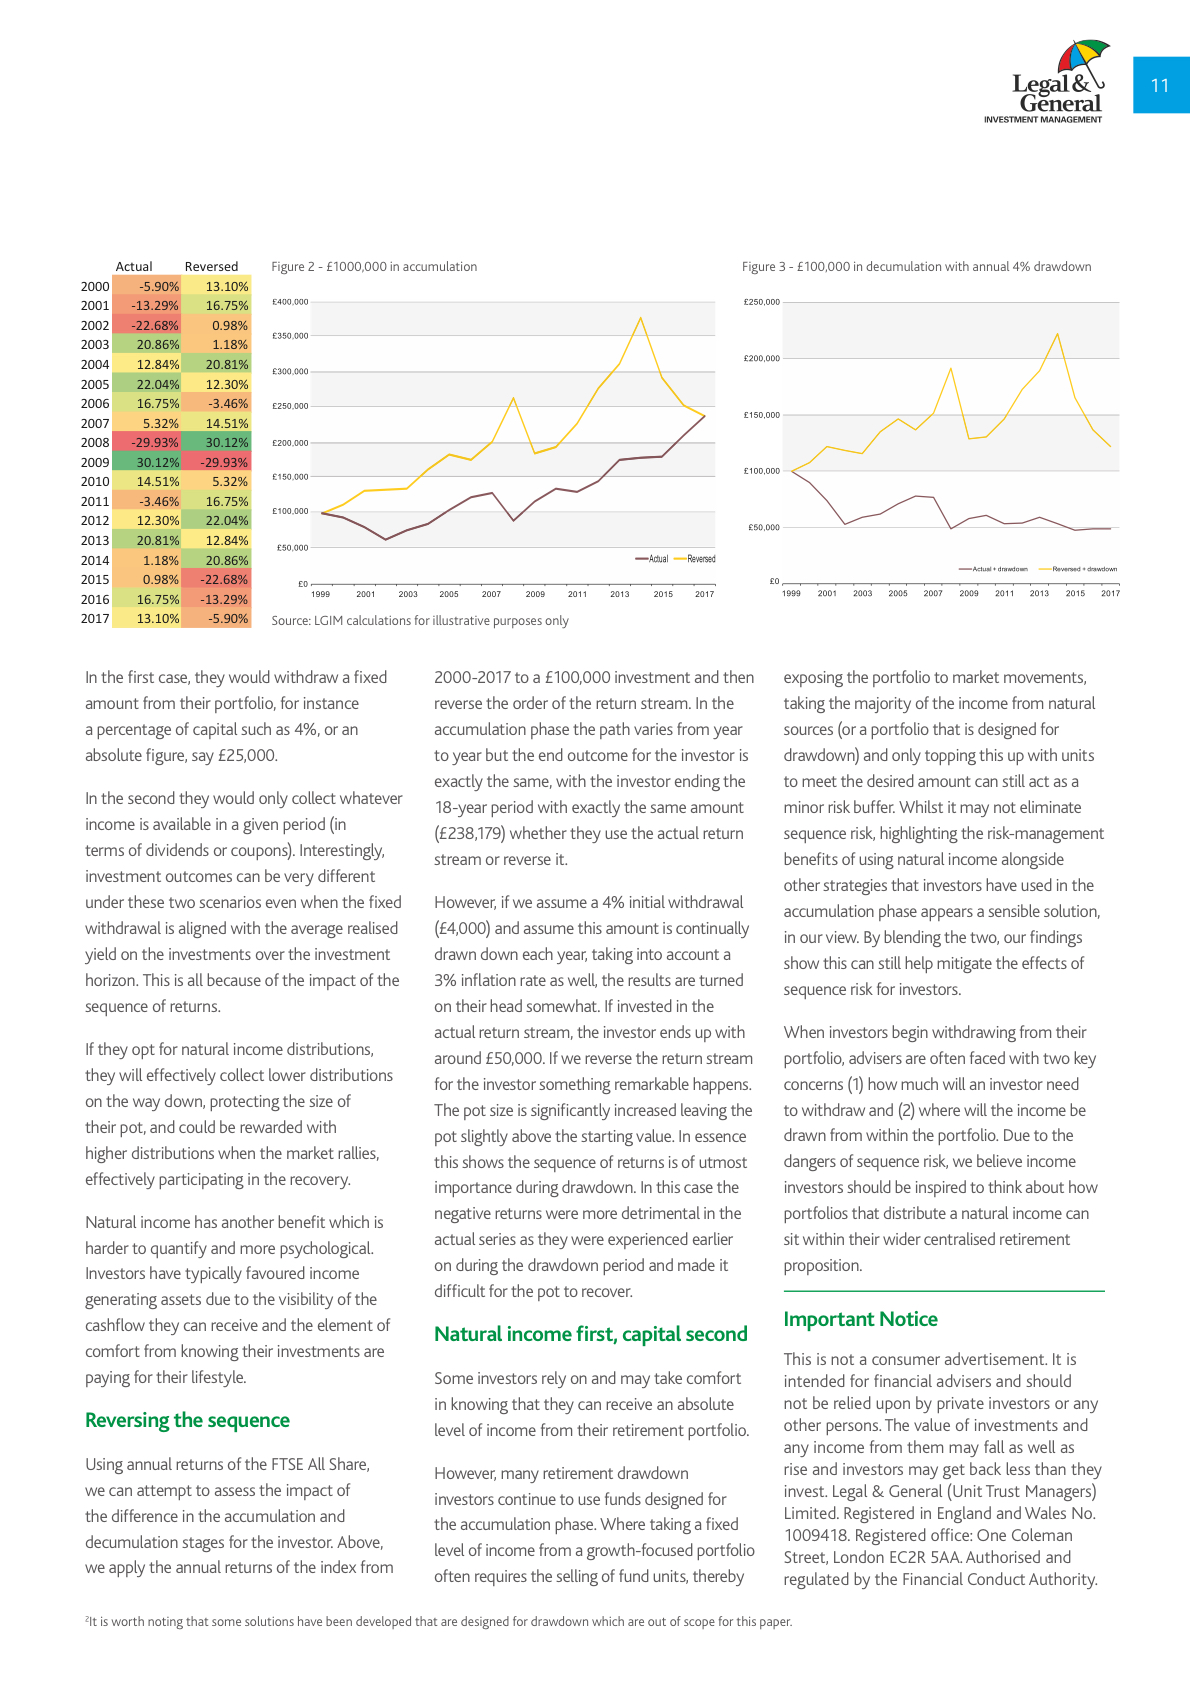 Legal &
General
INVESTMENT MANAGEMENT
11
Actual Reversed
2000 -5.90% 13.10%
2001 -13.29% 16.75%
2002 -22.68% 0.98%
2003 20.86% 1.18%
2004 12.84% 20.81%
2005 22.04% 12.30%
2006 16.75% -3.46%
2007 5.32% 14.51%
2008 -29.93% 30.12%
2009 30.12% -29.93%
2010 14.51% 5.32%
2011 -3.46% 16.75%
2012 12.30% 22.04%
2013 20.81% 12.84%
2014 1.18% 20.86%
2015 0.98% -22.68%
2016 16.75% -13.29%
2017 13.10% -5.90%
Figure 2 - £1000,000 in accumulation
£400,000
£350,000
£300,000
£250,000
£200,000
£150,000
£100,000
£50,000
£0
Actual Reversed
1999 2001 2003 2005 2007 2009 2011 2013 2015 2017
Source: LGIM calculations for illustrative purposes only
Figure 3 - £100,000 in decumulation with annual 4% drawdown
£250,000
£200,000
£150,000
£100,000
£50,000
£0
Actual + drawdown Reversed + drawdown
1999 2001 2003 2005 2007 2009 2011 2013 2015 2017
In the first case, they would withdraw a fixed
amount from their portfolio, for instance
a percentage of capital such as 4%, or an
absolute figure, say £25,000.
In the second they would only collect whatever
income is available in a given period (in
terms of dividends or coupons). Interestingly,
investment outcomes can be very different
under these two scenarios even when the fixed
withdrawal is aligned with the average realised
yield on the investments over the investment
horizon. This is all because of the impact of the
sequence of returns.
If they opt for natural income distributions,
they will effectively collect lower distributions
on the way down, protecting the size of
their pot, and could be rewarded with
higher distributions when the market rallies,
effectively participating in the recovery.
Natural income has another benefit which is
harder to quantify and more psychological.
Investors have typically favoured income
generating assets due to the visibility of the
cashflow they can receive and the element of
comfort from knowing their investments are
paying for their lifestyle.
Reversing the sequence
Using annual returns of the FTSE All Share,
we can attempt to assess the impact of
the difference in the accumulation and
decumulation stages for the investor. Above,
we apply the annual returns of the index from
2000-2017 to a £100,000 investment and then
reverse the order of the return stream. In the
accumulation phase the path varies from year
to year but the end outcome for the investor is
exactly the same, with the investor ending the
18-year period with exactly the same amount
(£238,179) whether they use the actual return
stream or reverse it.
However, if we assume a 4% initial withdrawal
(£4,000) and assume this amount is continually
drawn down each year, taking into account a
3% inflation rate as well, the results are turned
on their head somewhat. If invested in the
actual return stream, the investor ends up with
around £50,000. If we reverse the return stream
for the investor something remarkable happens.
The pot size is significantly increased leaving the
pot slightly above the starting value. In essence
this shows the sequence of returns is of utmost
importance during drawdown. In this case the
negative returns were more detrimental in the
actual series as they were experienced earlier
on during the drawdown period and made it
difficult for the pot to recover.
Natural income first, capital second
Some investors rely on and may take comfort
in knowing that they can receive an absolute
level of income from their retirement portfolio.
However, many retirement drawdown
investors continue to use funds designed for
the accumulation phase. Where taking a fixed
level of income from a growth-focused portfolio
often requires the selling of fund units, thereby
exposing the portfolio to market movements,
taking the majority of the income from natural
sources (or a portfolio that is designed for
drawdown) and only topping this up with units
to meet the desired amount can still act as a
minor risk buffer. Whilst it may not eliminate
sequence risk, highlighting the risk-management
benefits of using natural income alongside
other strategies that investors have used in the
accumulation phase appears a sensible solution,
in our view. By blending the two, our findings
show this can still help mitigate the effects of
sequence risk for investors.
When investors begin withdrawing from their
portfolio, advisers are often faced with two key
concerns (1) how much will an investor need
to withdraw and (2) where will the income be
drawn from within the portfolio. Due to the
dangers of sequence risk, we believe income
investors should be inspired to think about how
portfolios that distribute a natural income can
sit within their wider centralised retirement
proposition.
Important Notice
This is not a consumer advertisement. It is
intended for financial advisers and should
not be relied upon by private investors or any
other persons. The value of investments and
any income from them may fall as well as
rise and investors may get back less than they
invest. Legal & General (Unit Trust Managers)
Limited. Registered in England and Wales No.
1009418. Registered office: One Coleman
Street, London EC2R 5AA. Authorised and
regulated by the Financial Conduct Authority.
²It is worth noting that some solutions have been developed that are designed for drawdown which are out of scope for this paper.